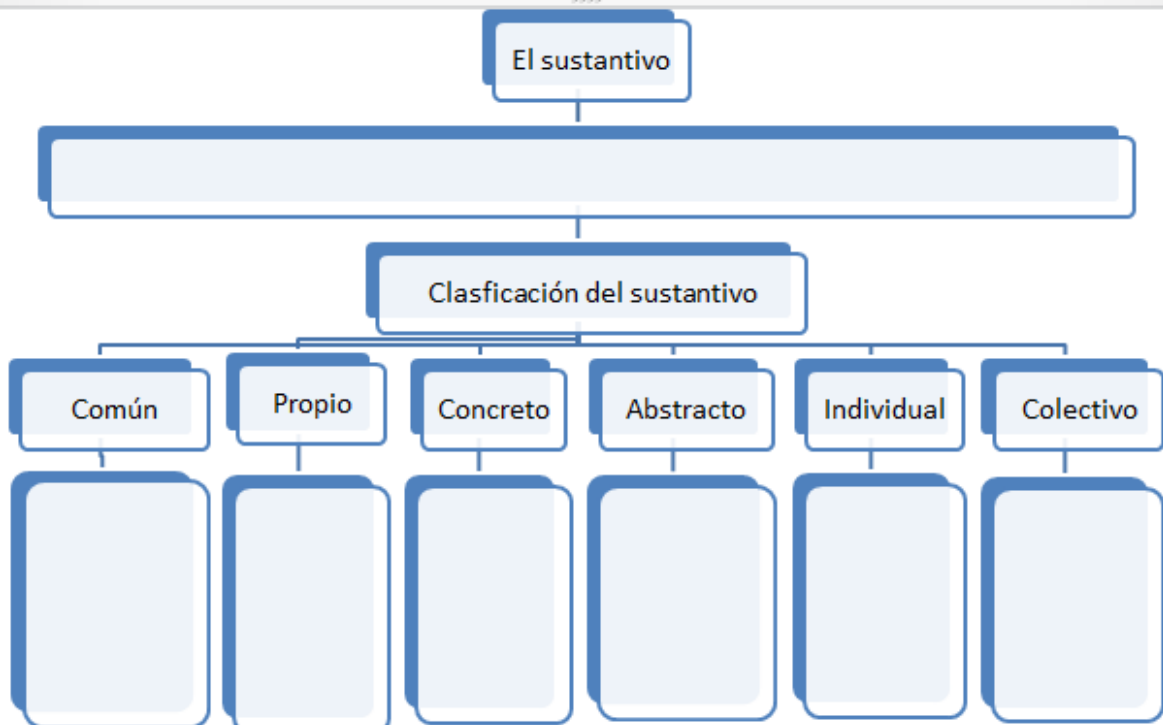 El sustantivo
Clasficación del sustantivo
Común
Propio
Concreto
Abstracto
Individual
Colectivo